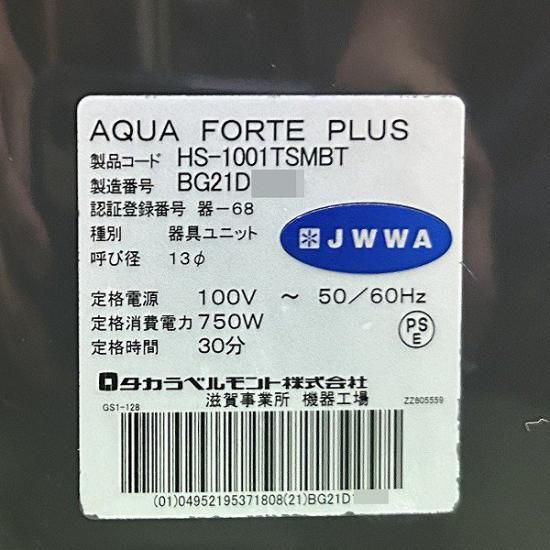 AQUA FORTE PLUS
製品コード HS-1001TSMBT
製造番号 BG21D
認証登録番号 器-68
種別 器具ユニット
呼び径 13φ
JWWA
定格電源 100V ～ 50/60Hz
定格消費電力 750W
定格時間 30分
PS
E
タカラベルモント株式会社
滋賀事業所 機器工場
GS1-128
ZZ805559
(01)04952195371808(21)BG21D